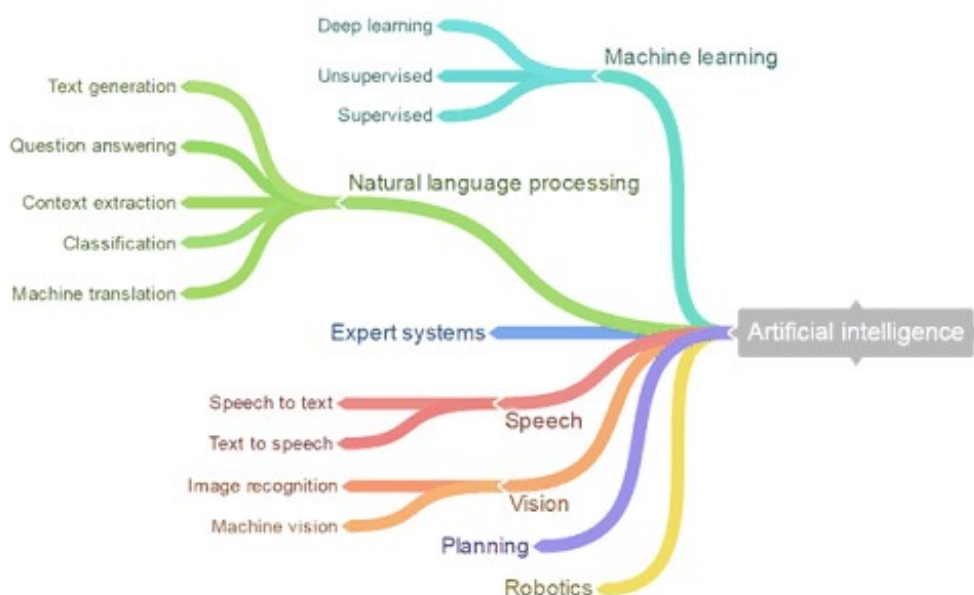 Deep learning
Machine learning
Unsupervised
Supervised
Text generation
Question answering
Natural language processing
Context extraction
Classification
Machine translation
Expert systems
Artificial intelligence
Speech to text
Speech
Text to speech
Image recognition
Vision
Machine vision
Planning
Robotics